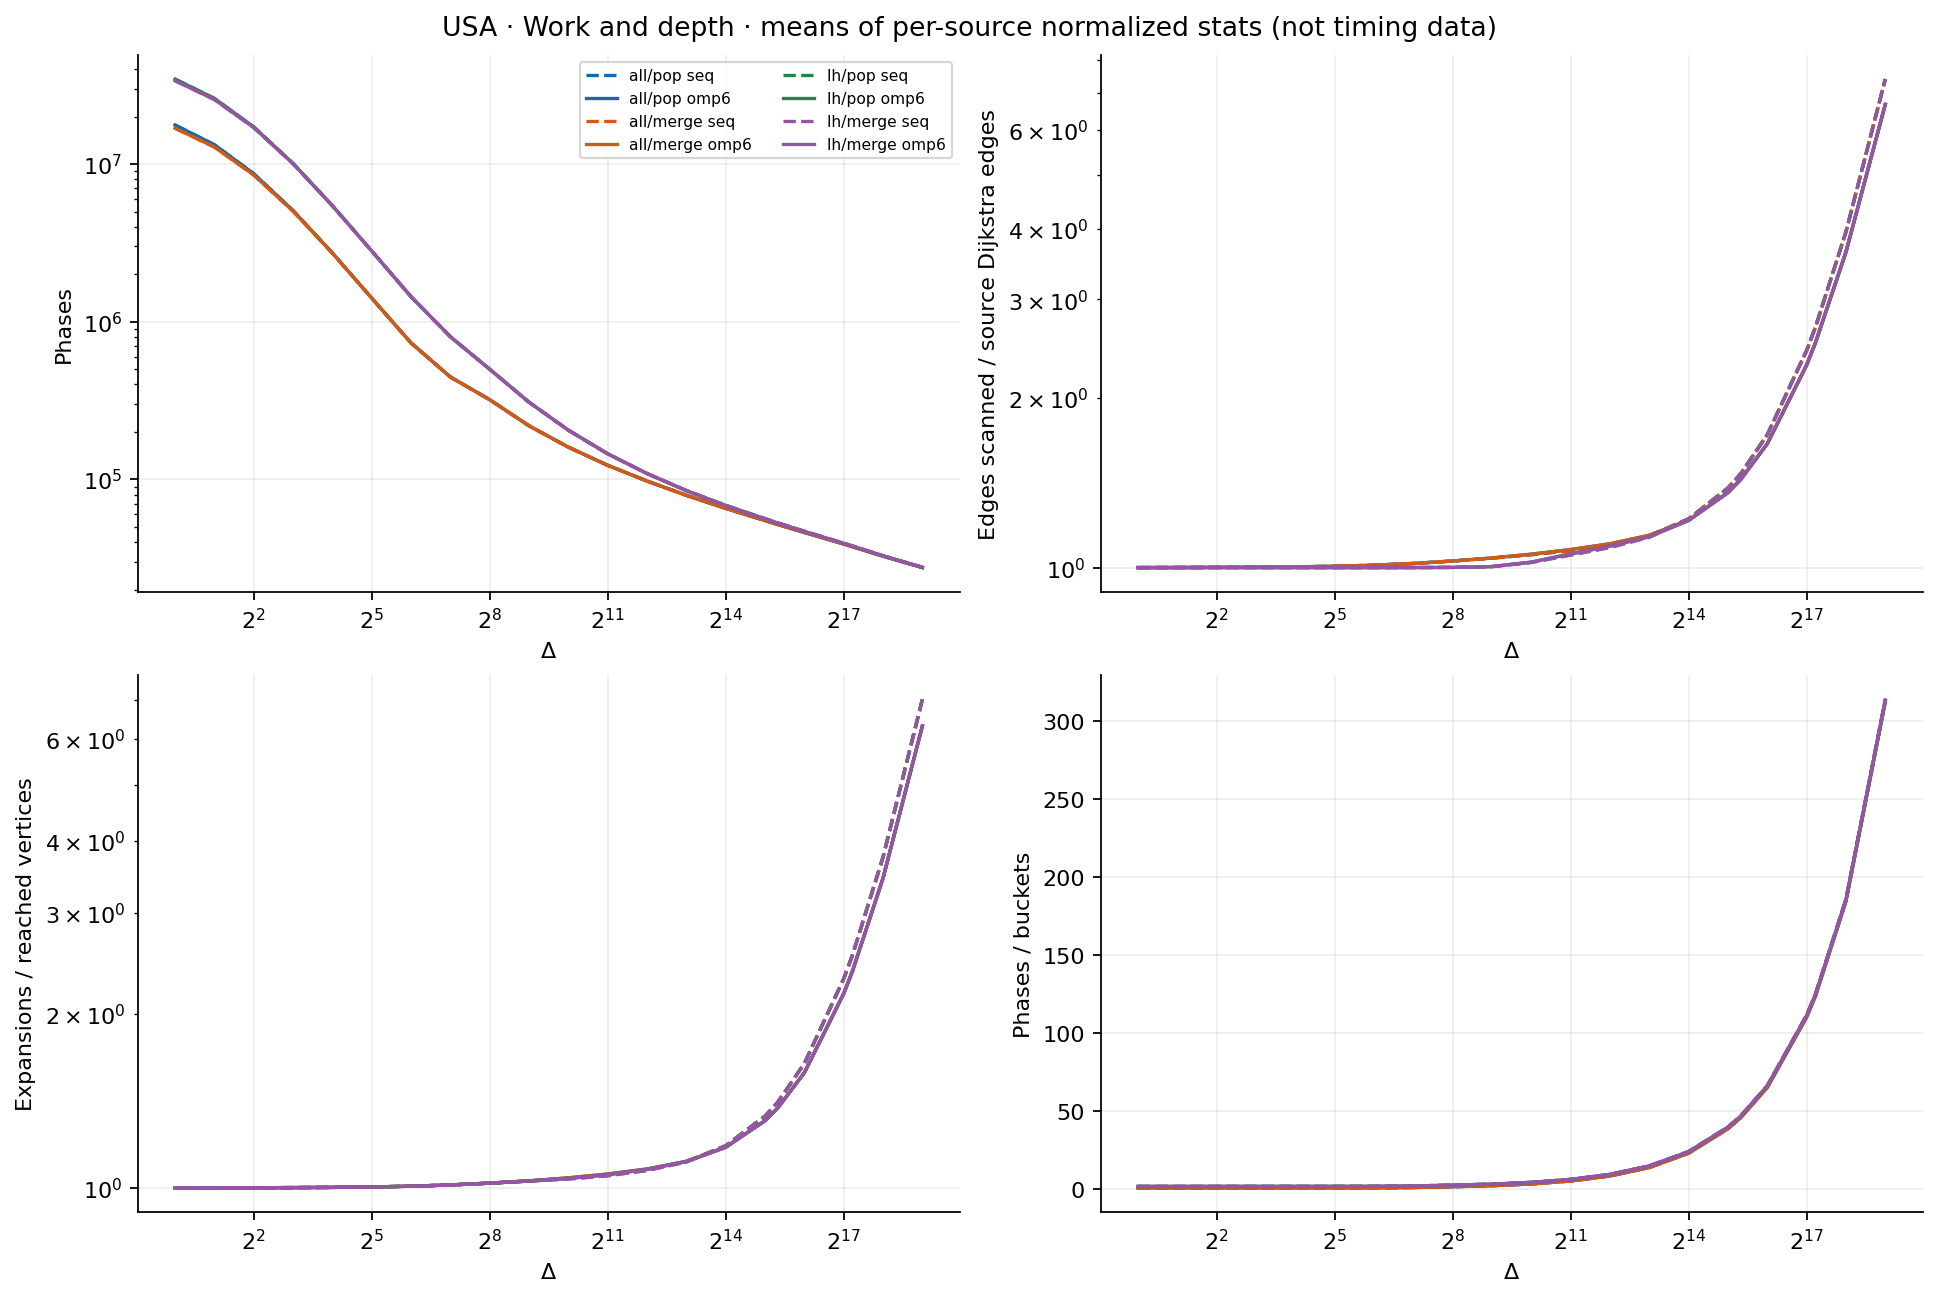 USA · Work and depth · means of per-source normalized stats (not timing data)
all/pop seq
all/pop omp6
all/merge seq
all/merge omp6
lh/pop seq
lh/pop omp6
lh/merge seq
lh/merge omp6
Phases
10⁷
10⁶
10⁵
2² 2⁵ 2⁸ 2¹¹ 2¹⁴ 2¹⁷
Δ
Edges scanned / source Dijkstra edges
6 × 10⁰
4 × 10⁰
3 × 10⁰
2 × 10⁰
10⁰
2² 2⁵ 2⁸ 2¹¹ 2¹⁴ 2¹⁷
Δ
Expansions / reached vertices
6 × 10⁰
4 × 10⁰
3 × 10⁰
2 × 10⁰
10⁰
2² 2⁵ 2⁸ 2¹¹ 2¹⁴ 2¹⁷
Δ
Phases / buckets
300
250
200
150
100
50
0
2² 2⁵ 2⁸ 2¹¹ 2¹⁴ 2¹⁷
Δ